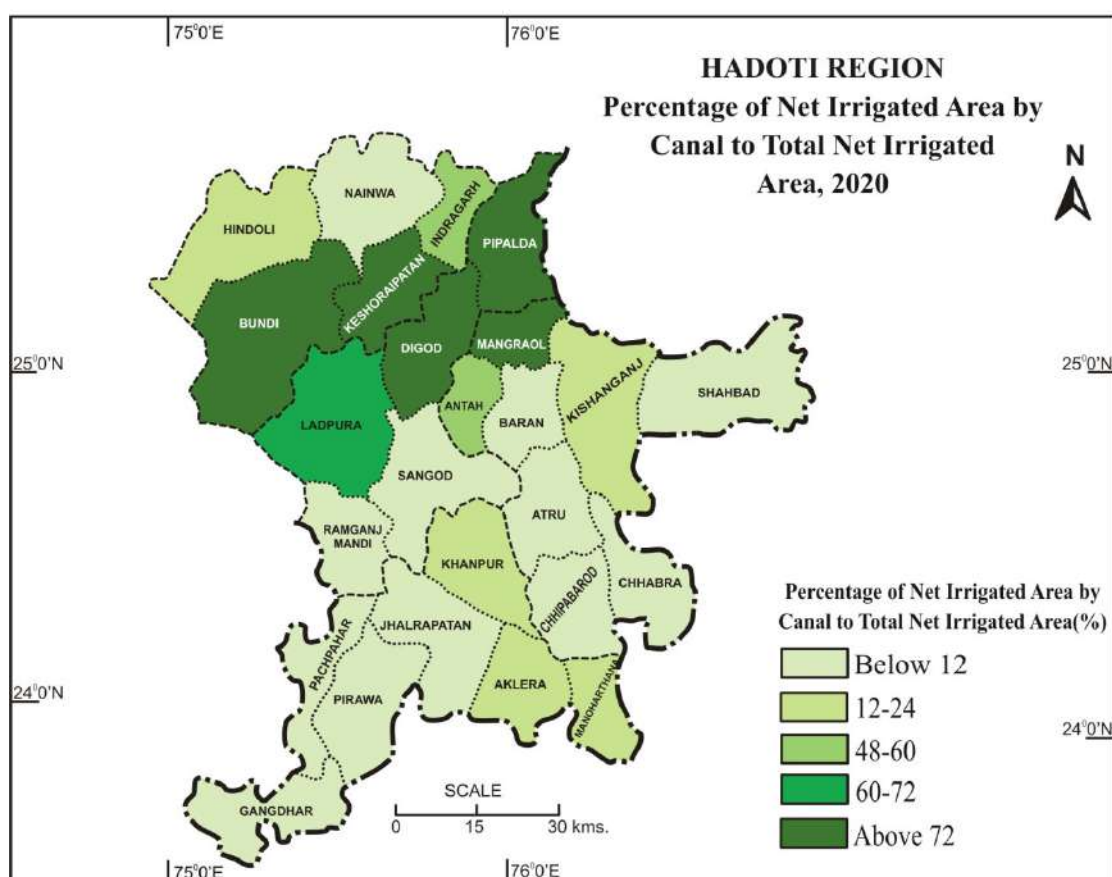 75°0'E
76°0'E
HADOTI REGION
Percentage of Net Irrigated Area by
Canal to Total Net Irrigated
Area, 2020
N
NAINWA
INDRAGARH
HINDOLI
PIPALDA
KESHORAIPATAN
BUNDI
DIGOD
MANGRAOL
25°0'N
25°0'N
KISHANGANJ
SHAHBAD
ANTAH
BARAN
LADPURA
SANGOD
ATRU
RAMGANJ
MANDI
KHANPUR
CHHIPABAROD
CHHABRA
JHALRAPATAN
PACHPAHAR
AKLERA
MANOHARTHANA
PIRAWA
24°0'N
24°0'N
GANGDHAR
SCALE
0 15 30 kms.
Percentage of Net Irrigated Area by
Canal to Total Net Irrigated Area(%)
Below 12
12-24
48-60
60-72
Above 72
75°0'E
76°0'E